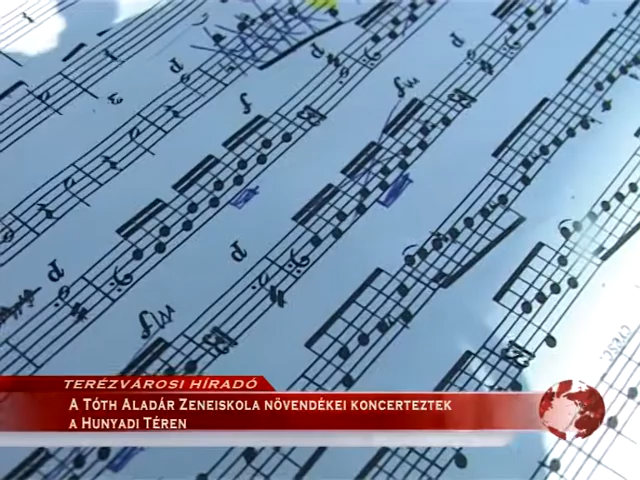 TERÉZVÁROSI HÍRADÓ
A TÓTH ALADÁR ZENEISKOLA NÖVENDÉKEI KONCERTEZTEK
A HUNYADI TÉREN